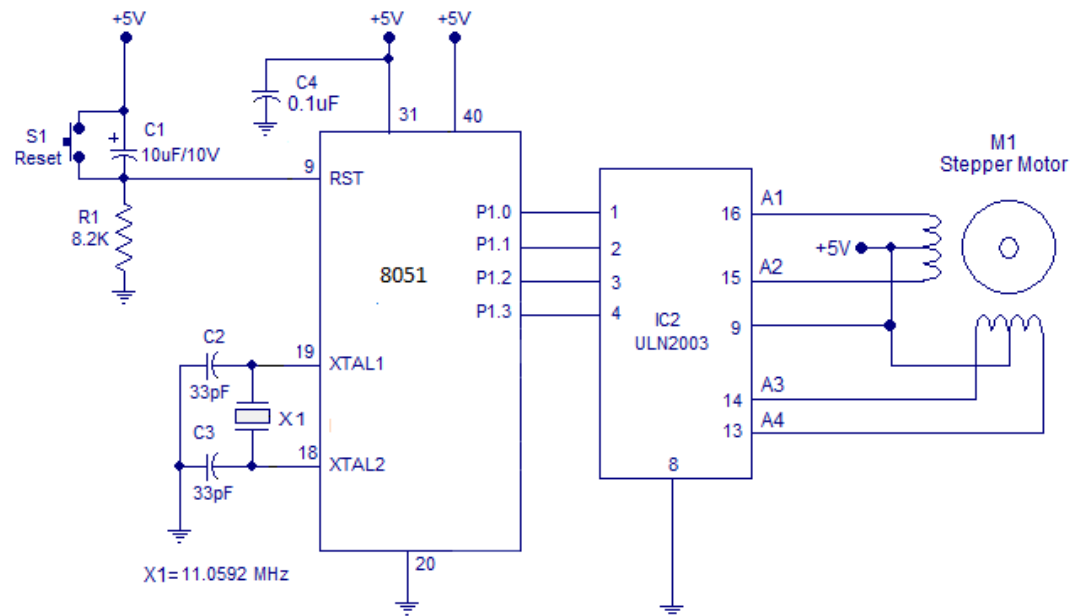 +5V
+5V
+5V
C4
0.1uF
31
40
S1
Reset
+
C1
10uF/10V
9
RST
R1
8.2K
P1.0
P1.1
P1.2
P1.3
8051
1
2
3
4
IC2
ULN2003
16
15
9
14
13
8
A1
A2
A3
A4
+5V
M1
Stepper Motor
C2
33pF
19
XTAL1
X1
C3
33pF
18
XTAL2
20
X1=11.0592 MHz